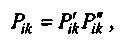 P_{ik} = P'_{ik} P''_{ik} ,